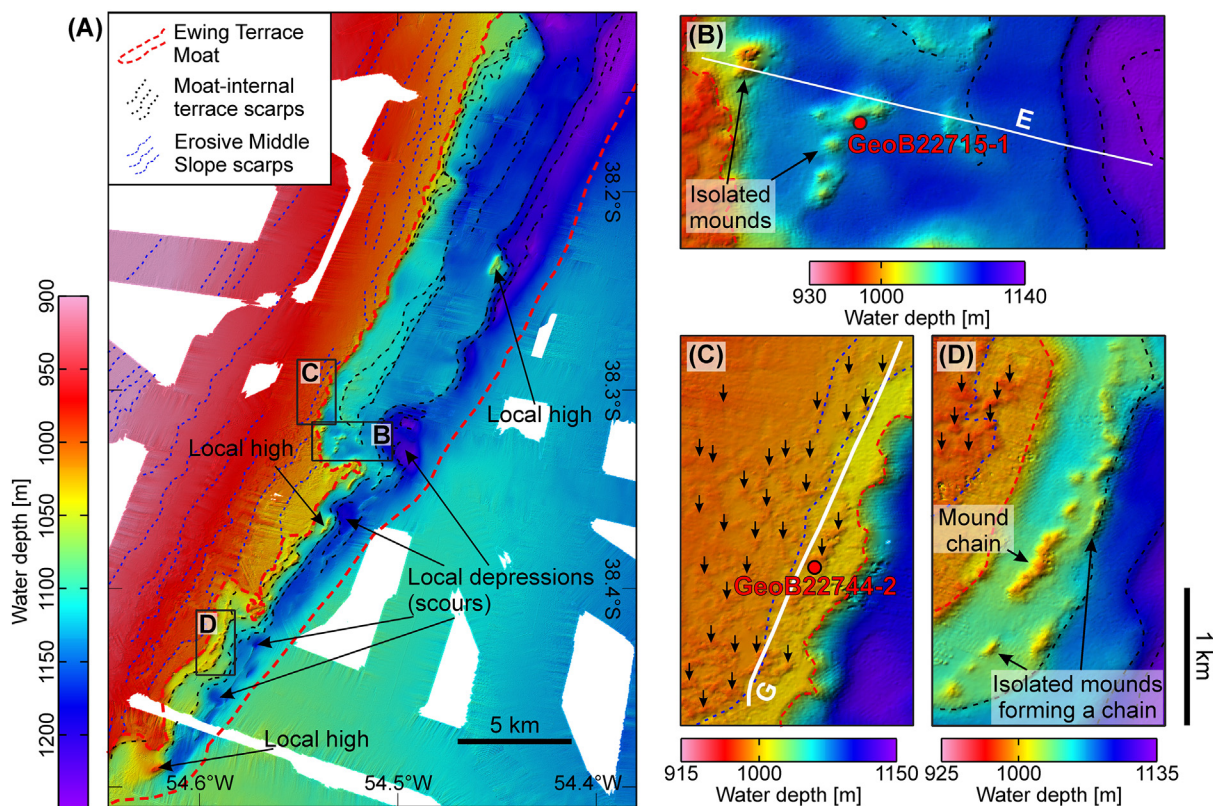 (A)
Ewing Terrace
Moat
Moat-internal
terrace scarps
Erosive Middle
Slope scarps
38.2°S
38.3°S
38.4°S
C
B
D
Local high
Local high
Local depressions
(scours)
Local high
5 km
54.6°W
54.5°W
54.4°W
900
950
1000
1050
1100
1150
1200
Water depth [m]
(B)
E
GeoB22715-1
Isolated
mounds
930
1000
1140
Water depth [m]
(C)
GeoB22744-2
G
915
1000
1150
Water depth [m]
(D)
Mound
chain
Isolated mounds
forming a chain
925
1000
1135
Water depth [m]
1 km